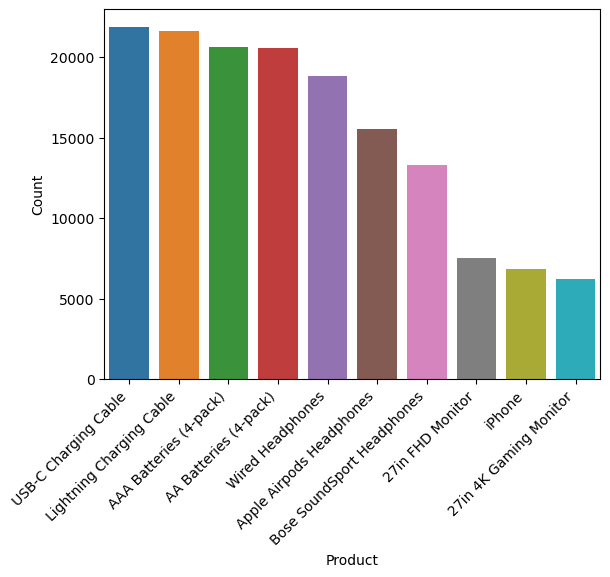 20000
15000
10000
5000
0
Count
USB-C Charging Cable
Lightning Charging Cable
AAA Batteries (4-pack)
AA Batteries (4-pack)
Wired Headphones
Apple Airpods Headphones
Bose SoundSport Headphones
27in FHD Monitor
iPhone
27in 4K Gaming Monitor
Product